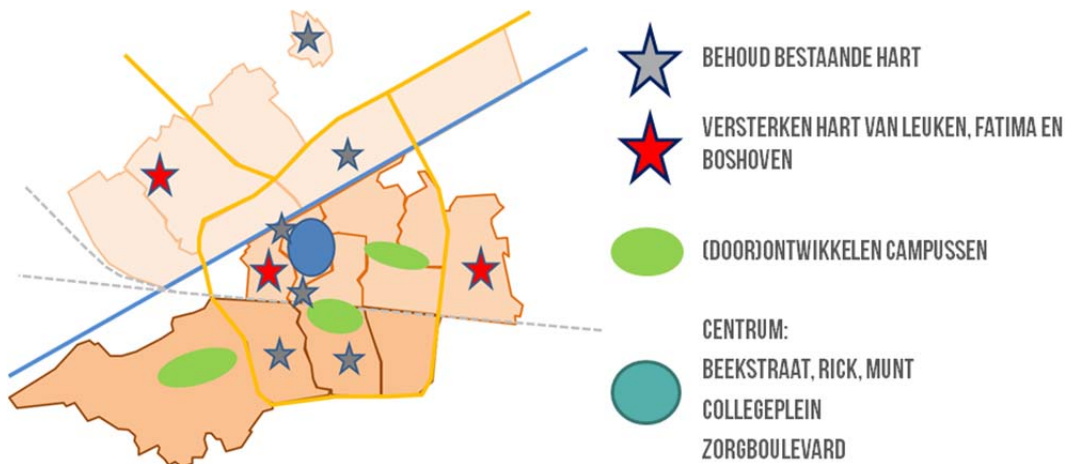 BEHOUD BESTAANDE HART
VERSTERKEN HART VAN LEUKEN, FATIMA EN
BOSHOVEN
(DOOR)ONTWIKKELEN CAMPUSSEN
CENTRUM:
BEEKSTRAAT, RICK, MUNT
COLLEGEPLEIN
ZORGBOULEVARD